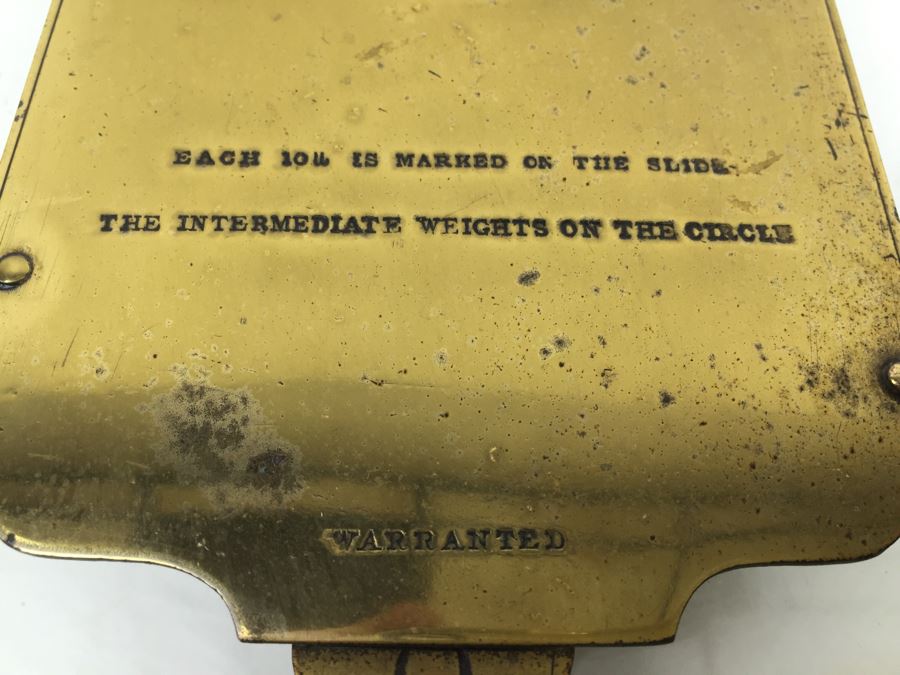 EACH 10lb IS MARKED ON THE SLIDE
THE INTERMEDIATE WEIGHTS ON THE CIRCLE
WARRANTED